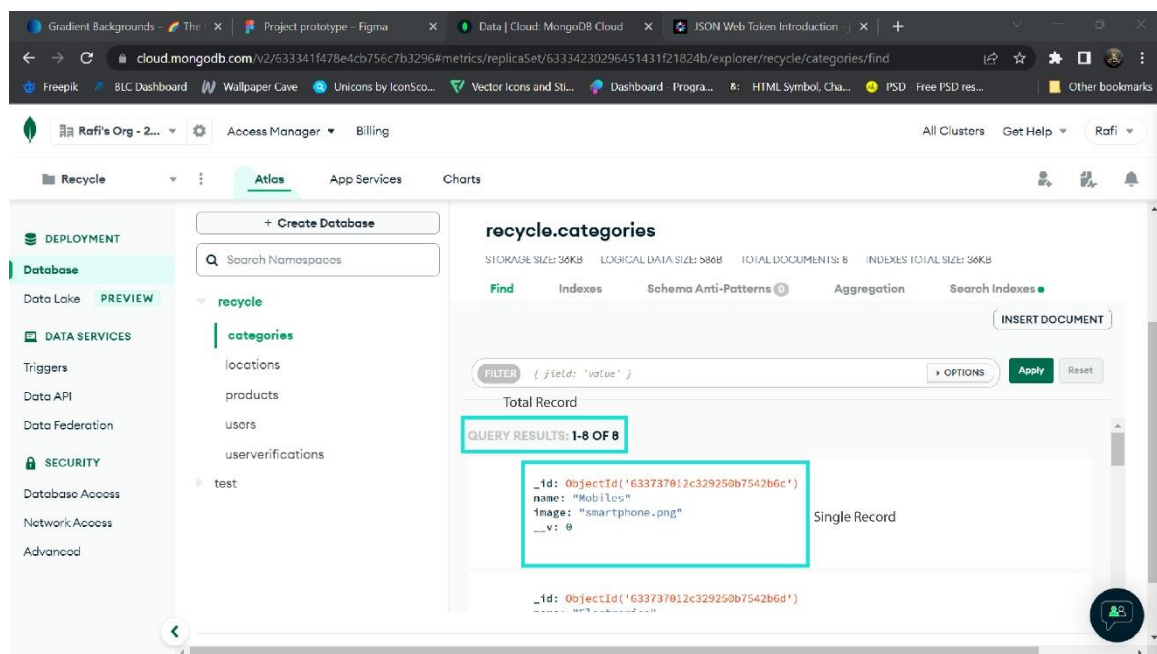 Gradient Backgrounds – 🌈 The
Project prototype – Figma
Data | Cloud: MongoDB Cloud
JSON Web Token Introduction - j
cloud.mongodb.com/v2/633341f478e4cb756c7b3296#metrics/replicaSet/63334230296451431f21824b/explorer/recycle/categories/find
Freepik
BLC Dashboard
Wallpaper Cave
Unicons by IconSco...
Vector Icons and Sti...
Dashboard - Progra...
HTML Symbol, Cha...
PSD - Free PSD res...
Other bookmarks
Rafi's Org - 2...
Access Manager
Billing
All Clusters
Get Help
Rafi
Recycle
Atlas
App Services
Charts
DEPLOYMENT
Database
Data Lake PREVIEW
DATA SERVICES
Triggers
Data API
Data Federation
SECURITY
Database Access
Network Access
Advanced
+ Create Database
Search Namespaces
recycle
categories
locations
products
users
userverifications
test
recycle.categories
STORAGE SIZE: 36KB LOGICAL DATA SIZE: 586B TOTAL DOCUMENTS: 8 INDEXES TOTAL SIZE: 36KB
Find Indexes Schema Anti-Patterns 0 Aggregation Search Indexes
INSERT DOCUMENT
FILTER { field: 'value' } OPTIONS Apply Reset
Total Record
QUERY RESULTS: 1-8 OF 8
_id: ObjectId('633737012c329250b7542b6c')
name: "Mobiles"
image: "smartphone.png"
__v: 0
Single Record
_id: ObjectId('633737012c329250b7542b6d')